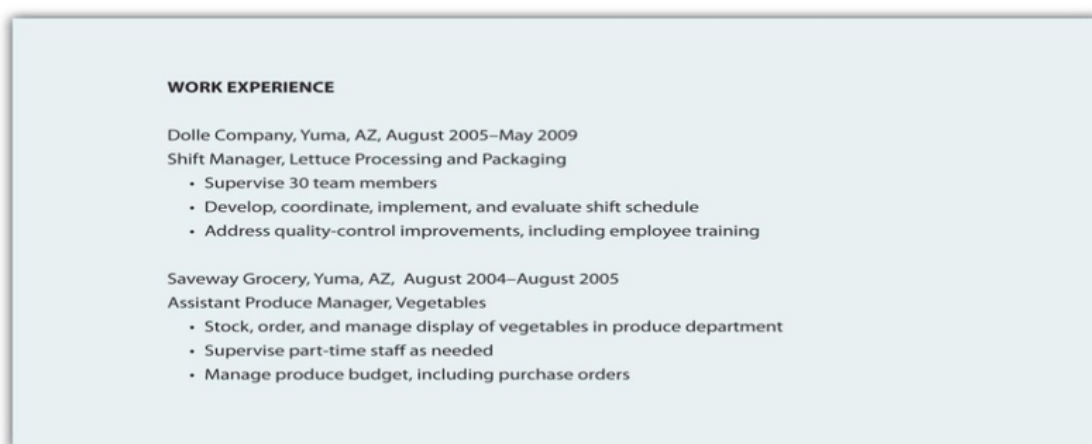 WORK EXPERIENCE
Dolle Company, Yuma, AZ, August 2005–May 2009
Shift Manager, Lettuce Processing and Packaging
• Supervise 30 team members
• Develop, coordinate, implement, and evaluate shift schedule
• Address quality-control improvements, including employee training
Saveway Grocery, Yuma, AZ, August 2004–August 2005
Assistant Produce Manager, Vegetables
• Stock, order, and manage display of vegetables in produce department
• Supervise part-time staff as needed
• Manage produce budget, including purchase orders